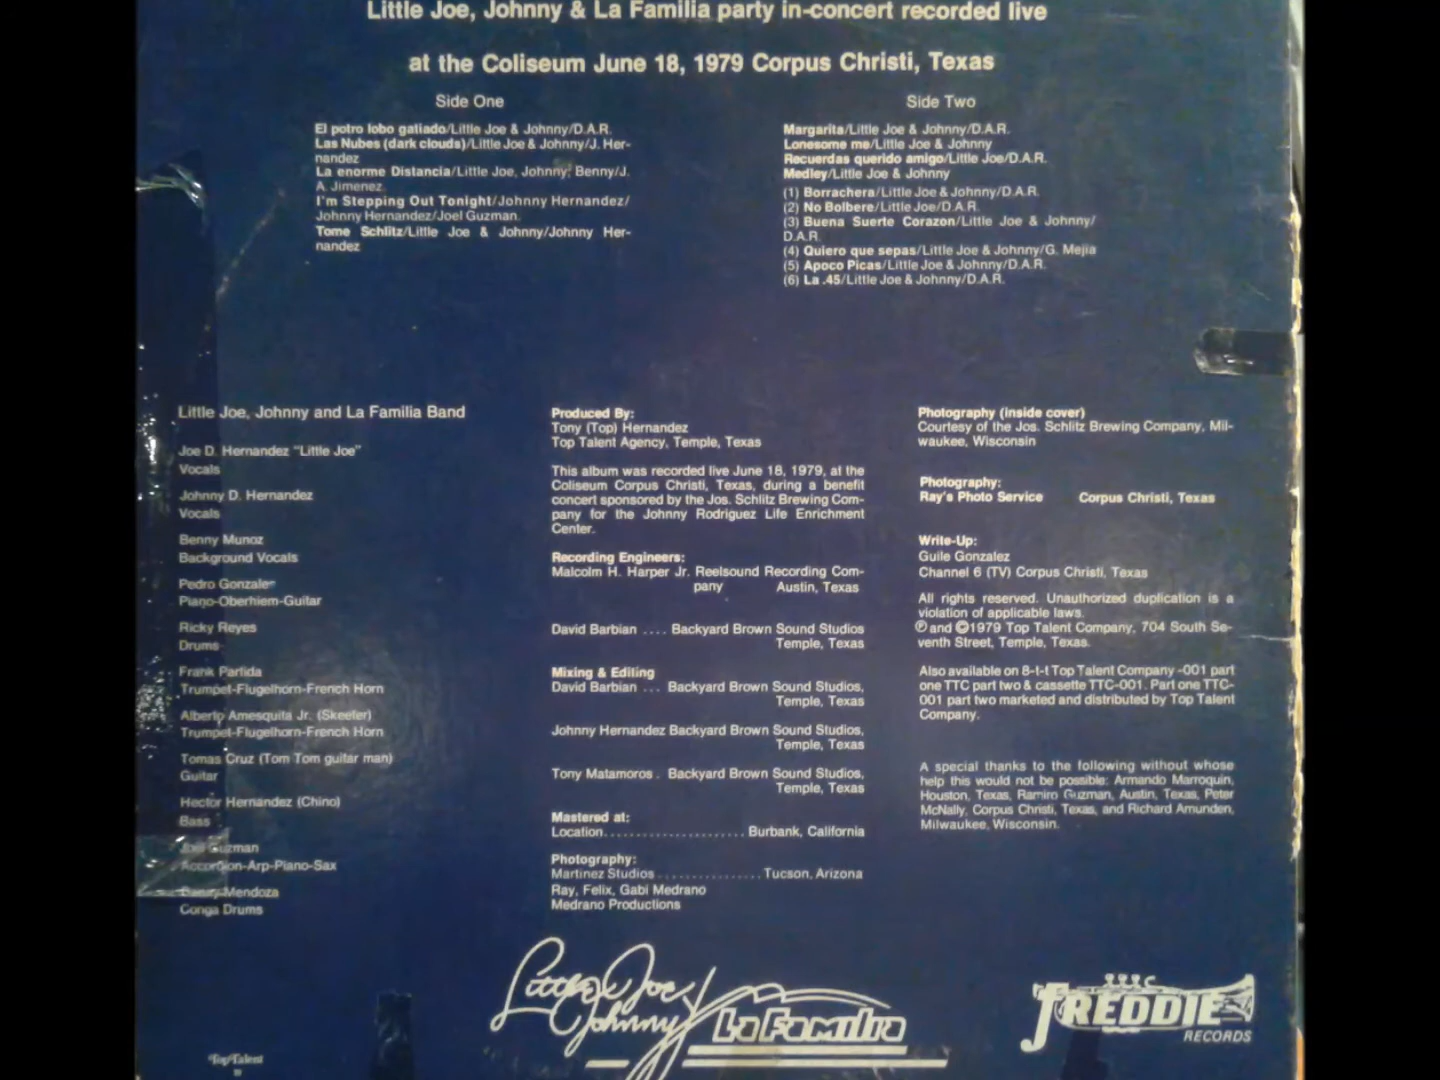 Little Joe, Johnny & La Familia party in-concert recorded live
at the Coliseum June 18, 1979 Corpus Christi, Texas
Side One
El potro lobo gatiado/Little Joe & Johnny/D.A.R.
Las Nubes (dark clouds)/Little Joe & Johnny/J. Her-
nandez
La enorme Distancia/Little Joe, Johnny, Benny/J.
A. Jimenez
I'm Stepping Out Tonight/Johnny Hernandez/
Johnny Hernandez/Joel Guzman.
Tome Schlitz/Little Joe & Johnny/Johnny Her-
nandez
Side Two
Margarita/Little Joe & Johnny/D.A.R.
Lonesome me/Little Joe & Johnny
Recuerdas querido amigo/Little Joe/D.A.R.
Medley/Little Joe & Johnny
(1) Borrachera/Little Joe & Johnny/D.A.R.
(2) No Bolbere/Little Joe/D.A.R.
(3) Buena Suerte Corazon/Little Joe & Johnny/
D.A.R.
(4) Quiero que sepas/Little Joe & Johnny/G. Mejia
(5) Apoco Picas/Little Joe & Johnny/D.A.R.
(6) La .45/Little Joe & Johnny/D.A.R.
Little Joe, Johnny and La Familia Band
Joe D. Hernandez "Little Joe"
Vocals
Johnny D. Hernandez
Vocals
Benny Munoz
Background Vocals
Pedro Gonzales
Piano-Oberhiem-Guitar
Ricky Reyes
Drums
Frank Partida
Trumpet-Flugelhorn-French Horn
Alberto Amesquita Jr. (Skeeter)
Trumpet-Flugelhorn-French Horn
Tomas Cruz (Tom Tom guitar man)
Guitar
Hector Hernandez (Chino)
Bass
Joel Guzman
Accordion-Arp-Piano-Sax
Mendoza
Conga Drums
Produced By:
Tony (Top) Hernandez
Top Talent Agency, Temple, Texas
This album was recorded live June 18, 1979, at the
Coliseum Corpus Christi, Texas, during a benefit
concert sponsored by the Jos. Schlitz Brewing Com-
pany for the Johnny Rodriguez Life Enrichment
Center.
Recording Engineers:
Malcolm H. Harper Jr. Reelsound Recording Com-
pany Austin, Texas
David Barbian .... Backyard Brown Sound Studios
Temple, Texas
Mixing & Editing
David Barbian ... Backyard Brown Sound Studios,
Temple, Texas
Johnny Hernandez Backyard Brown Sound Studios,
Temple, Texas
Tony Matamoros . Backyard Brown Sound Studios,
Temple, Texas
Mastered at:
Location..................... Burbank, California
Photography:
Martinez Studios ................ Tucson, Arizona
Ray, Felix, Gabi Medrano
Medrano Productions
Photography (inside cover)
Courtesy of the Jos. Schlitz Brewing Company, Mil-
waukee, Wisconsin
Photography:
Ray's Photo Service Corpus Christi, Texas
Write-Up:
Guile Gonzalez
Channel 6 (TV) Corpus Christi, Texas
All rights reserved. Unauthorized duplication is a
violation of applicable laws.
℗ and ©1979 Top Talent Company, 704 South Se-
venth Street, Temple, Texas.
Also available on 8-t-t Top Talent Company -001 part
one TTC part two & cassette TTC-001. Part one TTC-
001 part two marketed and distributed by Top Talent
Company.
A special thanks to the following without whose
help this would not be possible: Armando Marroquin,
Houston, Texas, Ramiro Guzman, Austin, Texas, Peter
McNally, Corpus Christi, Texas, and Richard Amunden,
Milwaukee, Wisconsin.
Little Joe
Johnny
La Familia
FREDDIE
RECORDS
Top Talent